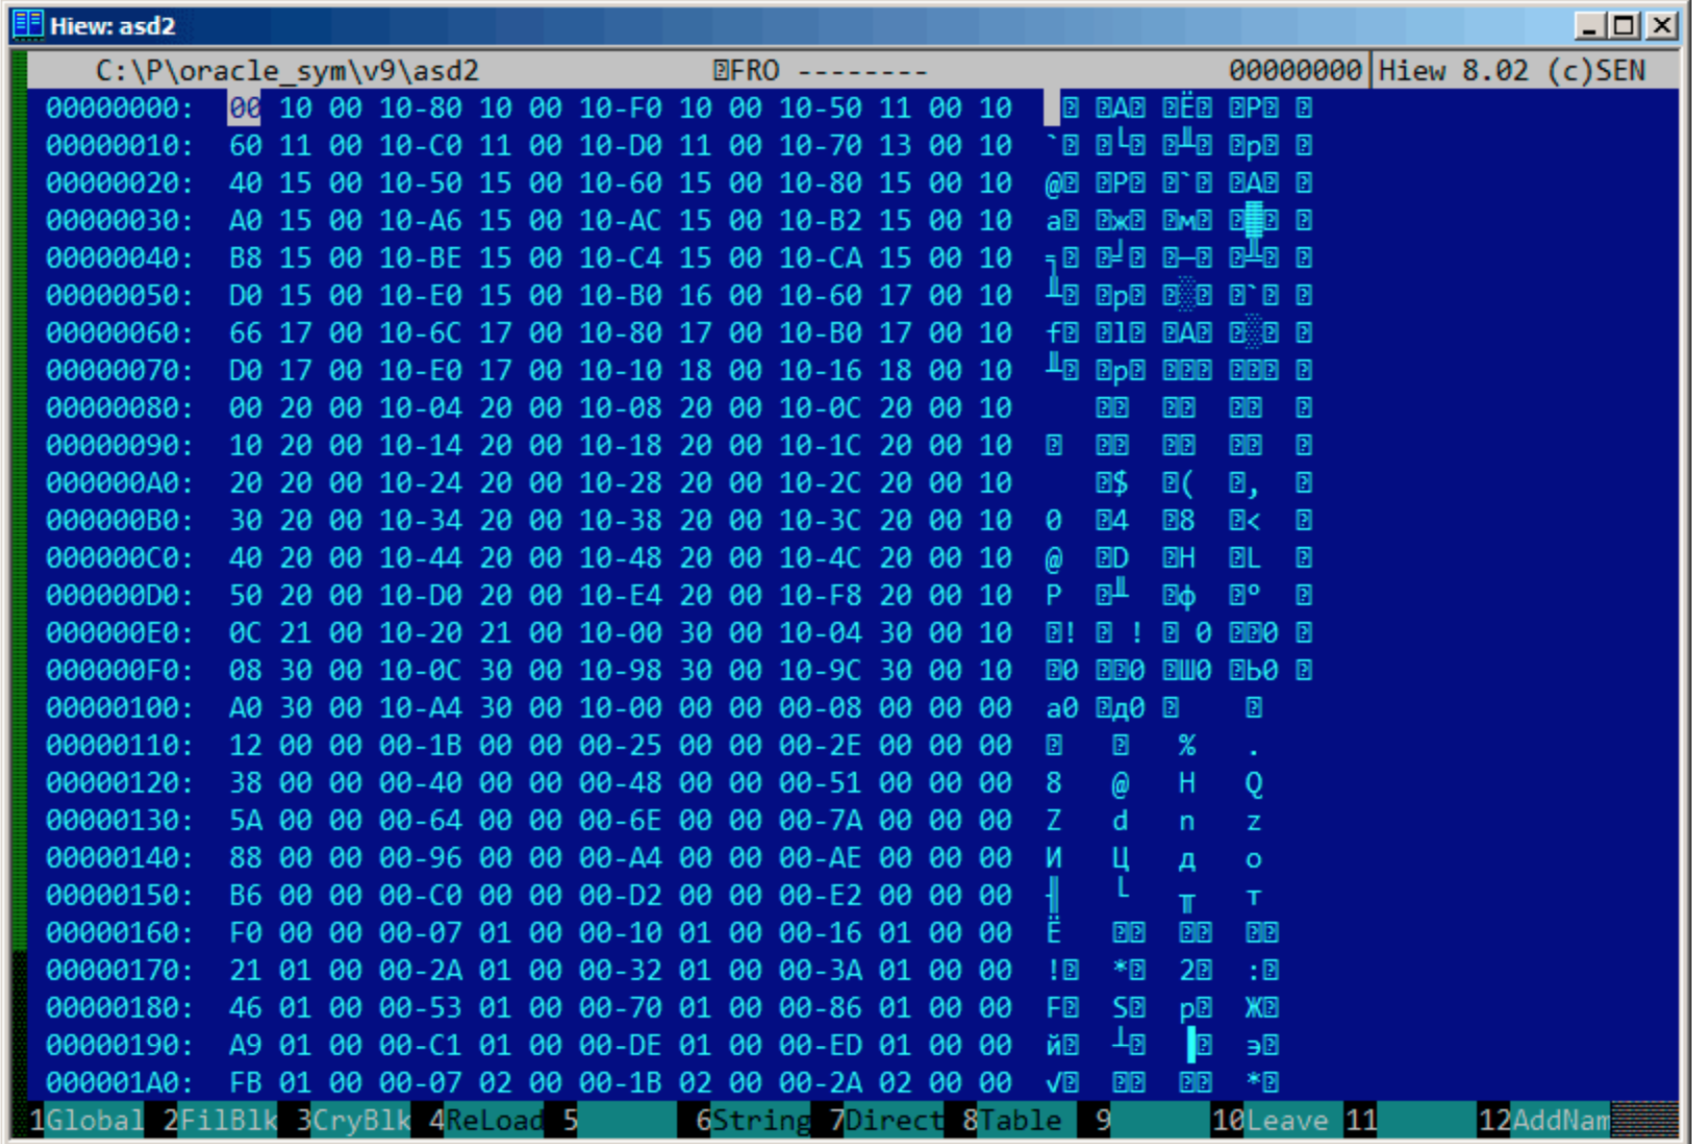 Hiew: asd2
C:\P\oracle_sym\v9\asd2 FRO -------- 00000000 Hiew 8.02 (c)SEN
00000000: 00 10 00 10-80 10 00 10-F0 10 00 10-50 11 00 10 А Ё P
00000010: 60 11 00 10-C0 11 00 10-D0 11 00 10-70 13 00 10 ` └ ╨ p
00000020: 40 15 00 10-50 15 00 10-60 15 00 10-80 15 00 10 @ P ` А
00000030: A0 15 00 10-A6 15 00 10-AC 15 00 10-B2 15 00 10 а ж м ▓
00000040: B8 15 00 10-BE 15 00 10-C4 15 00 10-CA 15 00 10 ╕ ╛ ─ ╩
00000050: D0 15 00 10-E0 15 00 10-B0 16 00 10-60 17 00 10 ╨ р ░ `
00000060: 66 17 00 10-6C 17 00 10-80 17 00 10-B0 17 00 10 f l А ░
00000070: D0 17 00 10-E0 17 00 10-10 18 00 10-16 18 00 10 ╨ р
00000080: 00 20 00 10-04 20 00 10-08 20 00 10-0C 20 00 10
00000090: 10 20 00 10-14 20 00 10-18 20 00 10-1C 20 00 10
000000A0: 20 20 00 10-24 20 00 10-28 20 00 10-2C 20 00 10 $ ( ,
000000B0: 30 20 00 10-34 20 00 10-38 20 00 10-3C 20 00 10 0 4 8 <
000000C0: 40 20 00 10-44 20 00 10-48 20 00 10-4C 20 00 10 @ D H L
000000D0: 50 20 00 10-D0 20 00 10-E4 20 00 10-F8 20 00 10 P ╨ ф °
000000E0: 0C 21 00 10-20 21 00 10-00 30 00 10-04 30 00 10 ! ! 0 0
000000F0: 08 30 00 10-0C 30 00 10-98 30 00 10-9C 30 00 10 0 0 Ш0 Ь0
00000100: A0 30 00 10-A4 30 00 10-00 00 00 00-08 00 00 00 а0 д0
00000110: 12 00 00 00-1B 00 00 00-25 00 00 00-2E 00 00 00 % .
00000120: 38 00 00 00-40 00 00 00-48 00 00 00-51 00 00 00 8 @ H Q
00000130: 5A 00 00 00-64 00 00 00-6E 00 00 00-7A 00 00 00 Z d n z
00000140: 88 00 00 00-96 00 00 00-A4 00 00 00-AE 00 00 00 И Ц д о
00000150: B6 00 00 00-C0 00 00 00-D2 00 00 00-E2 00 00 00 ╢ └ ╥ т
00000160: F0 00 00 00-07 01 00 00-10 01 00 00-16 01 00 00 Ё
00000170: 21 01 00 00-2A 01 00 00-32 01 00 00-3A 01 00 00 ! * 2 :
00000180: 46 01 00 00-53 01 00 00-70 01 00 00-86 01 00 00 F S p Ж
00000190: A9 01 00 00-C1 01 00 00-DE 01 00 00-ED 01 00 00 й ┴ ▐ э
000001A0: FB 01 00 00-07 02 00 00-1B 02 00 00-2A 02 00 00 √ *
1Global 2FilBlk 3CryBlk 4ReLoad 5 6String 7Direct 8Table 9 10Leave 11 12AddNam